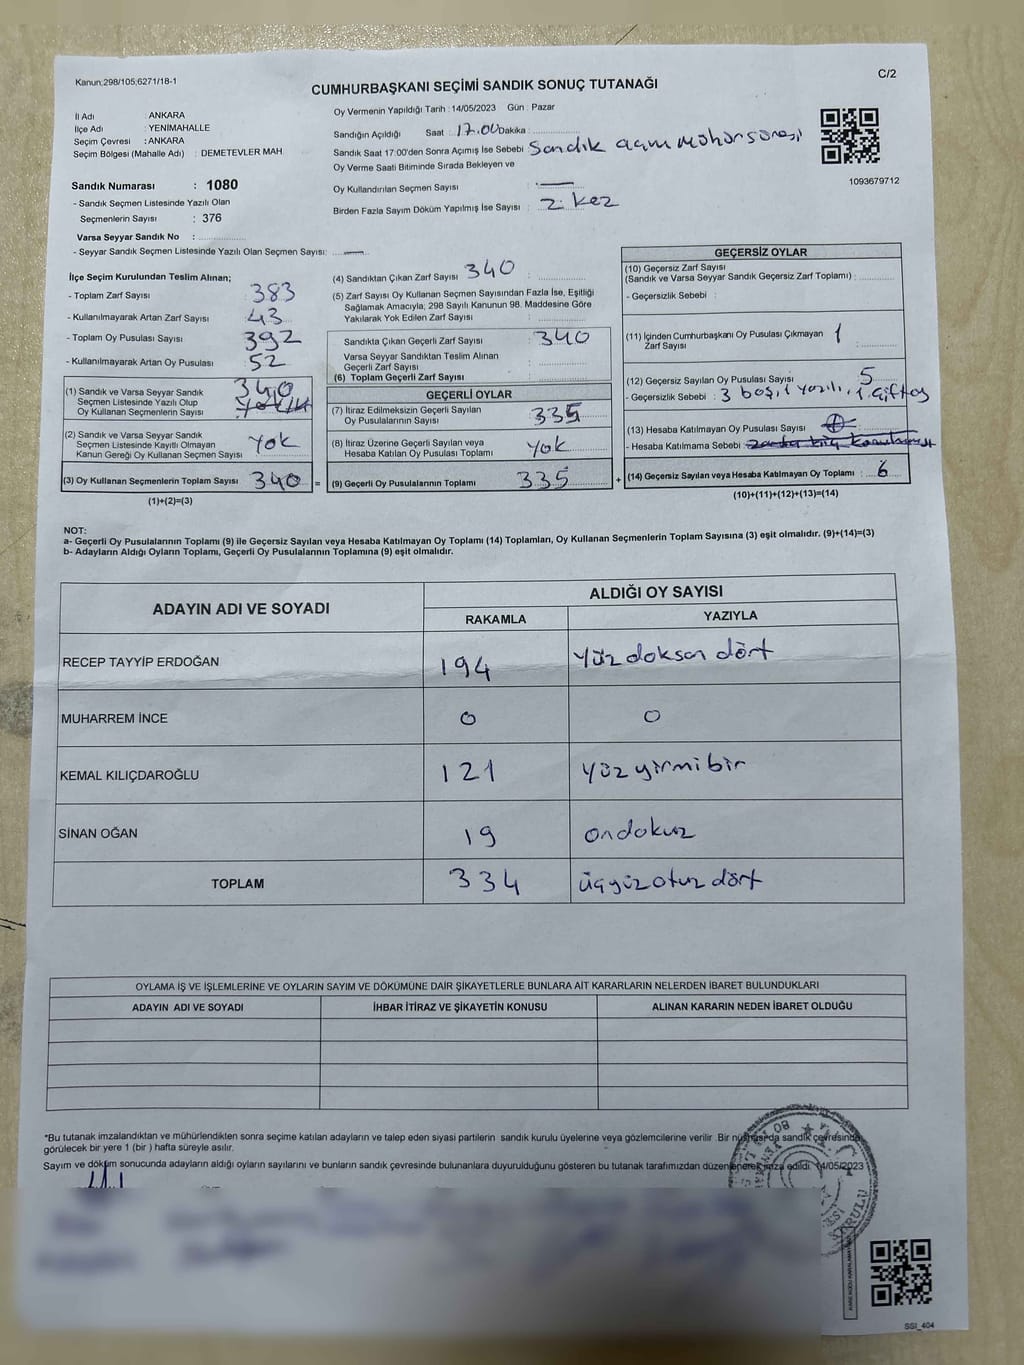 Kanun;298/105;6271/18-1
C/2
CUMHURBAŞKANI SEÇİMİ SANDIK SONUÇ TUTANAĞI
İl Adı : ANKARA
İlçe Adı : YENİMAHALLE
Seçim Çevresi : ANKARA
Seçim Bölgesi (Mahalle Adı) : DEMETEVLER MAH
Sandık Numarası : 1080
- Sandık Seçmen Listesinde Yazılı Olan
Seçmenlerin Sayısı : 376
Varsa Seyyar Sandık No :
- Seyyar Sandık Seçmen Listesinde Yazılı Olan Seçmen Sayısı: —
Oy Vermenin Yapıldığı Tarih : 14/05/2023 Gün : Pazar
Sandığın Açıldığı Saat : 17.00 Dakika :
Sandık Saat 17:00'den Sonra Açımış İse Sebebi : Sandık açım mühür süresi
Oy Verme Saati Bitiminde Sırada Bekleyen ve
Oy Kullandırılan Seçmen Sayısı : —
Birden Fazla Sayım Döküm Yapılmış İse Sayısı : 2. kez
1093679712
İlçe Seçim Kurulundan Teslim Alınan;
- Toplam Zarf Sayısı 383
- Kullanılmayarak Artan Zarf Sayısı 43
- Toplam Oy Pusulası Sayısı 392
- Kullanılmayarak Artan Oy Pusulası 52
(1) Sandık ve Varsa Seyyar Sandık
Seçmen Listesinde Yazılı Olup
Oy Kullanan Seçmenlerin Sayısı 340
(2) Sandık ve Varsa Seyyar Sandık
Seçmen Listesinde Kayıtlı Olmayan
Kanun Gereği Oy Kullanan Seçmen Sayısı Yok
(3) Oy Kullanan Seçmenlerin Toplam Sayısı 340 =
(1)+(2)=(3)
(4) Sandıktan Çıkan Zarf Sayısı 340
(5) Zarf Sayısı Oy Kullanan Seçmen Sayısından Fazla İse, Eşitliği
Sağlamak Amacıyla; 298 Sayılı Kanunun 98. Maddesine Göre
Yakılarak Yok Edilen Zarf Sayısı :
Sandıkta Çıkan Geçerli Zarf Sayısı : 340
Varsa Seyyar Sandıktan Teslim Alınan
Geçerli Zarf Sayısı :
(6) Toplam Geçerli Zarf Sayısı :
GEÇERLİ OYLAR
(7) İtiraz Edilmeksizin Geçerli Sayılan
Oy Pusulalarının Sayısı 335
(8) İtiraz Üzerine Geçerli Sayılan veya
Hesaba Katılan Oy Pusulası Toplamı yok
(9) Geçerli Oy Pusulalarının Toplamı : 335 +
GEÇERSİZ OYLAR
(10) Geçersiz Zarf Sayısı
(Sandık ve Varsa Seyyar Sandık Geçersiz Zarf Toplamı) :
- Geçersizlik Sebebi :
(11) İçinden Cumhurbaşkanı Oy Pusulası Çıkmayan
Zarf Sayısı : 1
(12) Geçersiz Sayılan Oy Pusulası Sayısı : 5
- Geçersizlik Sebebi : 3 boş, 1 yazılı, 1 çiftoy
(13) Hesaba Katılmayan Oy Pusulası Sayısı :
- Hesaba Katılmama Sebebi :
(14) Geçersiz Sayılan veya Hesaba Katılmayan Oy Toplamı : 6
(10)+(11)+(12)+(13)=(14)
NOT:
a- Geçerli Oy Pusulalarının Toplamı (9) ile Geçersiz Sayılan veya Hesaba Katılmayan Oy Toplamı (14) Toplamları, Oy Kullanan Seçmenlerin Toplam Sayısına (3) eşit olmalıdır. (9)+(14)=(3)
b- Adayların Aldığı Oyların Toplamı, Geçerli Oy Pusulalarının Toplamına (9) eşit olmalıdır.
ADAYIN ADI VE SOYADI ALDIĞI OY SAYISI
RAKAMLA YAZIYLA
RECEP TAYYİP ERDOĞAN 194 Yüz doksan dört
MUHARREM İNCE 0 0
KEMAL KILIÇDAROĞLU 121 yüz yirmi bir
SİNAN OĞAN 19 on dokuz
TOPLAM 334 üçyüz otuz dört
OYLAMA İŞ VE İŞLEMLERİNE VE OYLARIN SAYIM VE DÖKÜMÜNE DAİR ŞİKAYETLERLE BUNLARA AİT KARARLARIN NELERDEN İBARET BULUNDUKLARI
ADAYIN ADI VE SOYADI İHBAR İTİRAZ VE ŞİKAYETİN KONUSU ALINAN KARARIN NEDEN İBARET OLDUĞU
*Bu tutanak imzalandıktan ve mühürlendikten sonra seçime katılan adayların ve talep eden siyasi partilerin sandık kurulu üyelerine veya gözlemcilerine verilir. Bir nüshası da sandık çevresinde
görülecek bir yere 1 (bir ) hafta süreyle asılır.
Sayım ve döküm sonucunda adayların aldığı oyların sayılarını ve bunların sandık çevresinde bulunanlara duyurulduğunu gösteren bu tutanak tarafımızdan düzenlenerek imza edildi. 14/05/2023
SSI_404